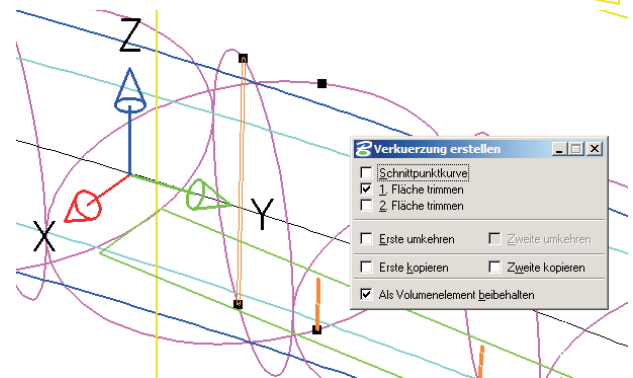 Z
X
Y
Verkuerzung erstellen
Schnittpunktkurve
1. Fläche trimmen
2. Fläche trimmen
Erste umkehren Zweite umkehren
Erste kopieren Zweite kopieren
Als Volumenelement beibehalten